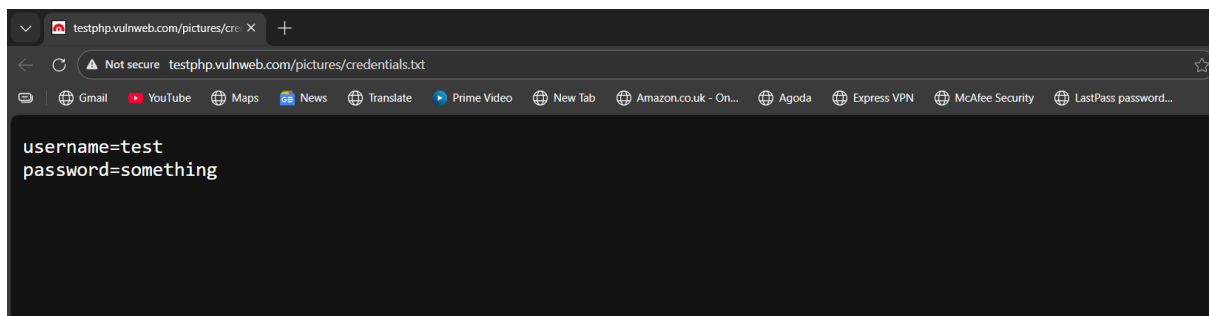 testphp.vulnweb.com/pictures/cre
Not secure testphp.vulnweb.com/pictures/credentials.txt
Gmail YouTube Maps GE News Translate Prime Video New Tab Amazon.co.uk - On... Agoda Express VPN McAfee Security LastPass password...
username=test
password=something